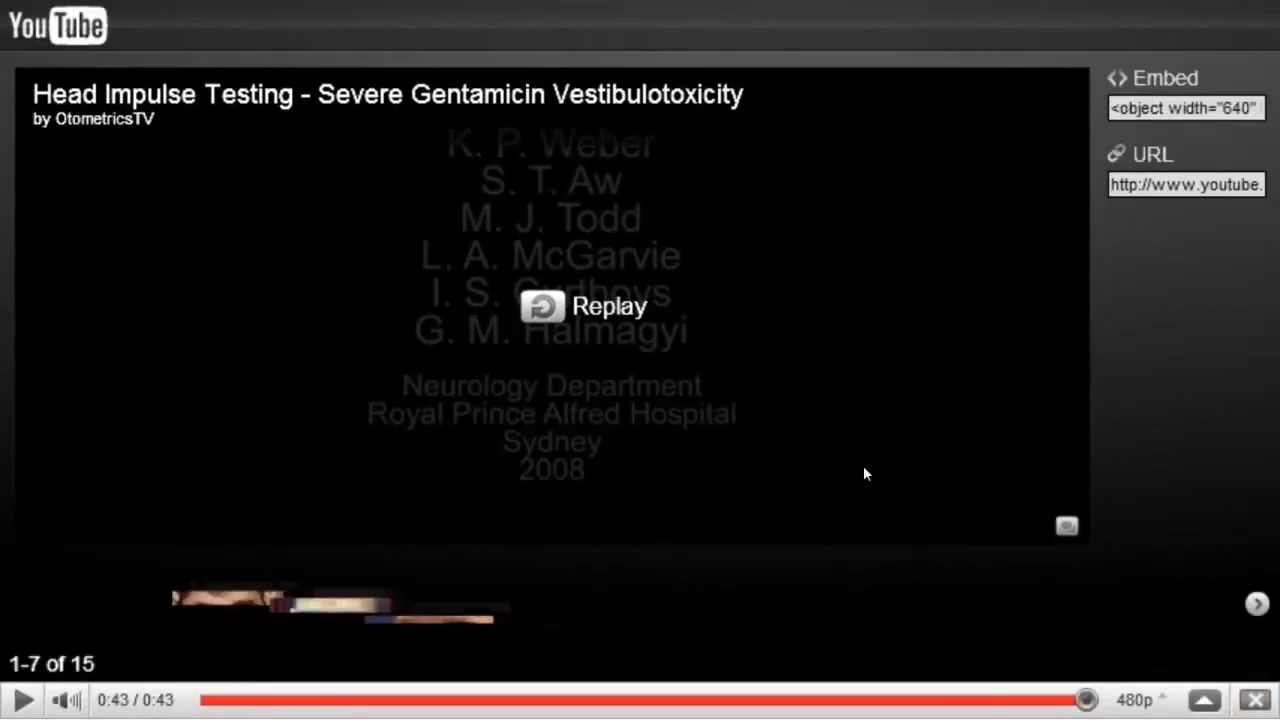 YouTube
Head Impulse Testing - Severe Gentamicin Vestibulotoxicity
by OtometricsTV
K. P. Weber
S. T. Aw
M. J. Todd
L. A. McGarvie
I. S. Curthoys
G. M. Halmagyi
Replay
Neurology Department
Royal Prince Alfred Hospital
Sydney
2008
Embed
<object width="640"
URL
http://www.youtube.
1-7 of 15
0:43 / 0:43
480p